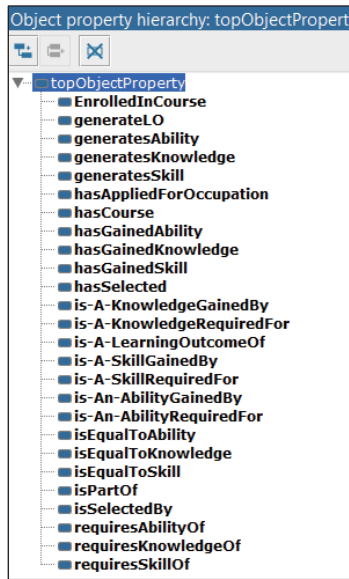 Object property hierarchy: topObjectPropert
topObjectProperty
EnrolledInCourse
generateLO
generatesAbility
generatesKnowledge
generatesSkill
hasAppliedForOccupation
hasCourse
hasGainedAbility
hasGainedKnowledge
hasGainedSkill
hasSelected
is-A-KnowledgeGainedBy
is-A-KnowledgeRequiredFor
is-A-LearningOutcomeOf
is-A-SkillGainedBy
is-A-SkillRequiredFor
is-An-AbilityGainedBy
is-An-AbilityRequiredFor
isEqualToAbility
isEqualToKnowledge
isEqualToSkill
isPartOf
isSelectedBy
requiresAbilityOf
requiresKnowledgeOf
requiresSkillOf